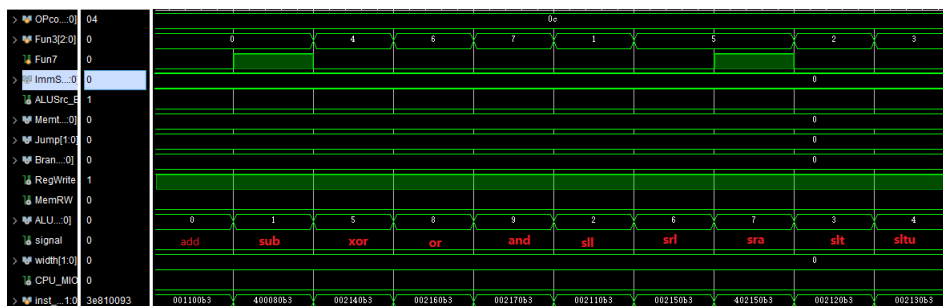 OPco...:0] 04 0c
Fun3[2:0] 0 0 4 6 7 1 5 2 3
Fun7 0
ImmS...:0] 0 0
ALUSrc_E 1
Memt...:0] 0 0
Jump[1:0] 0 0
Bran...:0] 0 0
RegWrite 1
MemRW 0
ALU...:0] 0 0 1 5 8 9 2 6 7 3 4
signal 0 add sub xor or and sll srl sra slt sltu
width[1:0] 0 0
CPU_MIO 0
inst_...1:0 3e810093 001100b3 400080b3 002140b3 002160b3 002170b3 002110b3 002150b3 402150b3 002120b3 002130b3